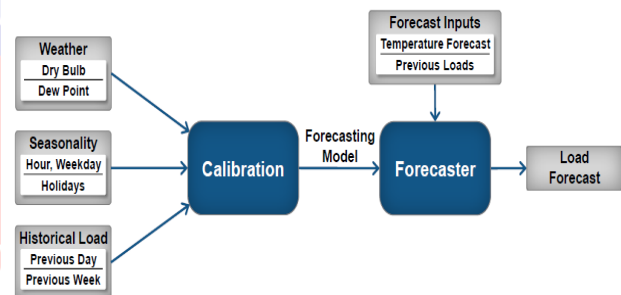 Weather
Dry Bulb
Dew Point
Seasonality
Hour, Weekday
Holidays
Historical Load
Previous Day
Previous Week
Calibration
Forecasting
Model
Forecast Inputs
Temperature Forecast
Previous Loads
Forecaster
Load
Forecast